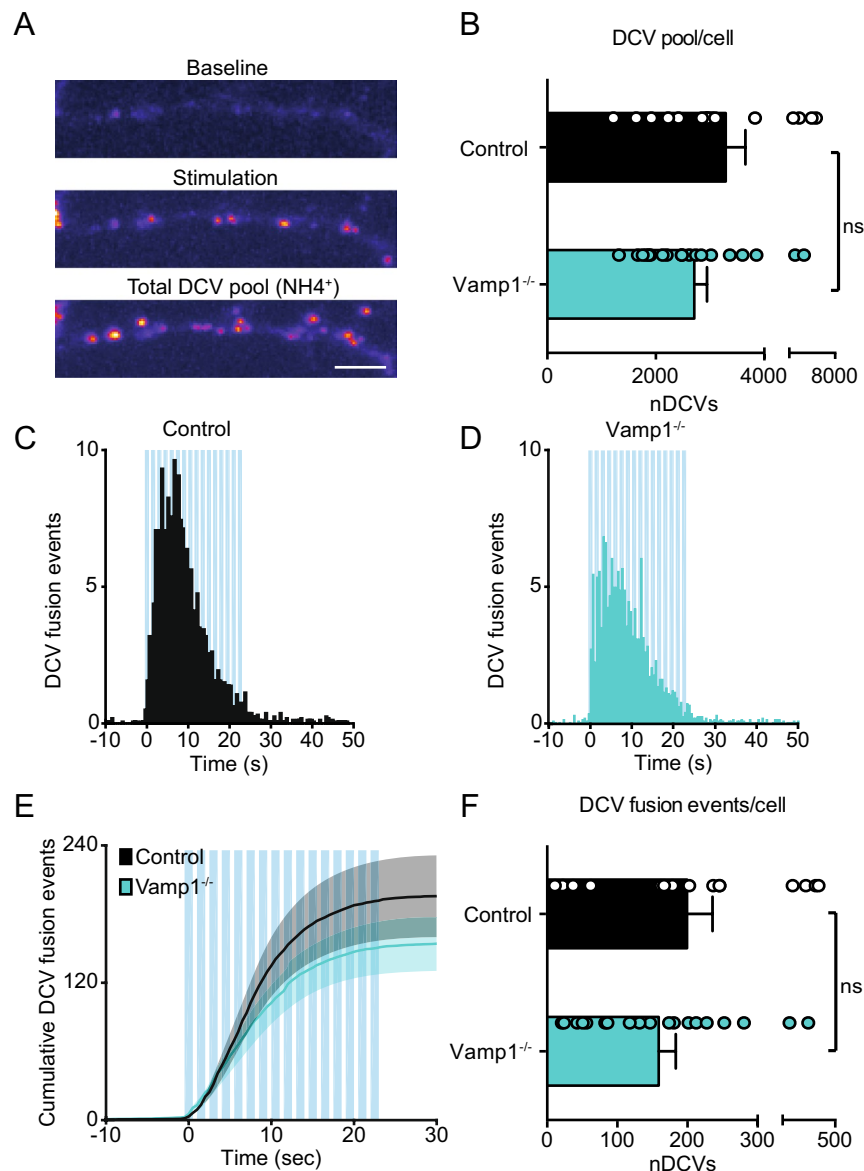 A
Baseline
Stimulation
Total DCV pool (NH4⁺)
B
DCV pool/cell
Control
Vamp1⁻/⁻
ns
0 2000 4000 8000
nDCVs
C
Control
DCV fusion events
10
5
0
-10 0 10 20 30 40 50
Time (s)
D
Vamp1⁻/⁻
DCV fusion events
10
5
0
-10 0 10 20 30 40 50
Time (s)
E
Cumulative DCV fusion events
240
120
0
Control
Vamp1⁻/⁻
-10 0 10 20 30
Time (sec)
F
DCV fusion events/cell
Control
Vamp1⁻/⁻
ns
0 100 200 300 500
nDCVs